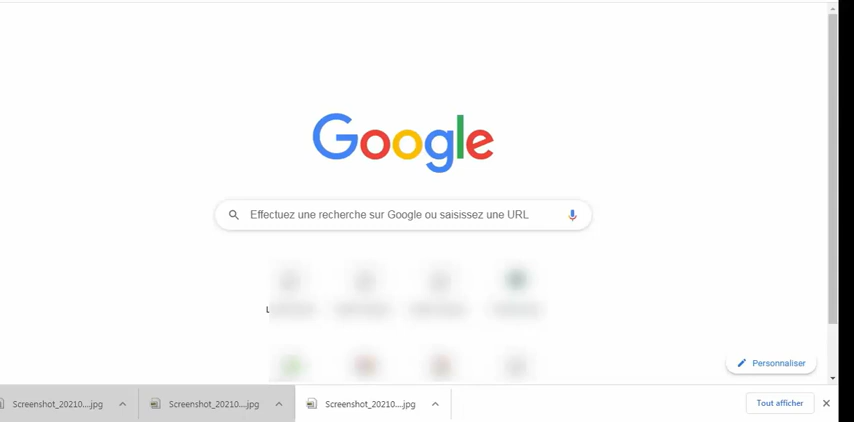 Google
Effectuez une recherche sur Google ou saisissez une URL
Personnaliser
Screenshot_20210....jpg
Screenshot_20210....jpg
Screenshot_20210....jpg
Tout afficher